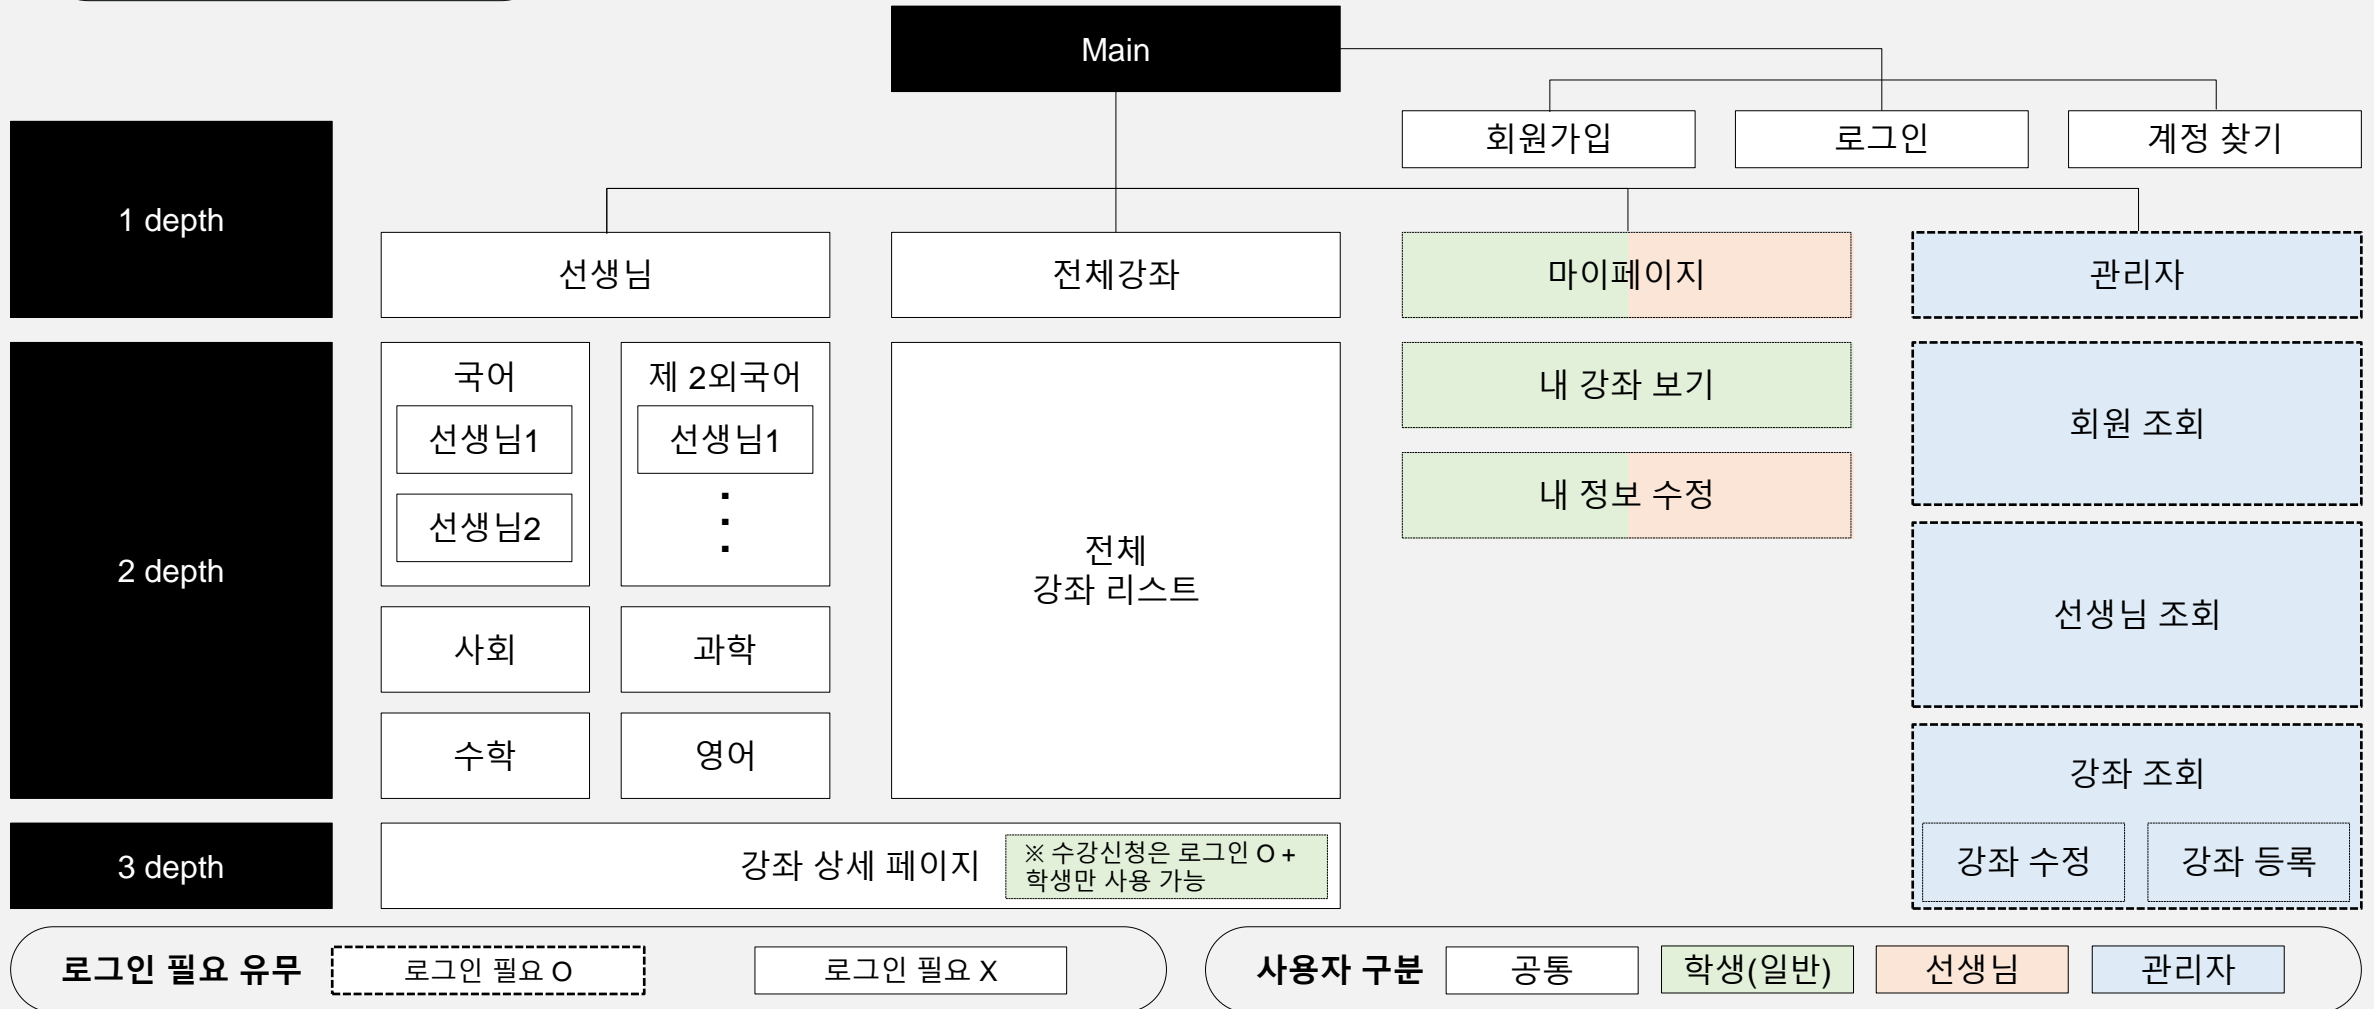 Main
회원가입
로그인
계정 찾기
1 depth
선생님
전체강좌
마이페이지
관리자
2 depth
국어
선생님1
선생님2
제 2외국어
선생님1
사회
과학
수학
영어
전체
강좌 리스트
내 강좌 보기
내 정보 수정
회원 조회
선생님 조회
강좌 조회
강좌 수정
강좌 등록
3 depth
강좌 상세 페이지
※ 수강신청은 로그인 O +
학생만 사용 가능
로그인 필요 유무
로그인 필요 O
로그인 필요 X
사용자 구분
공통
학생(일반)
선생님
관리자